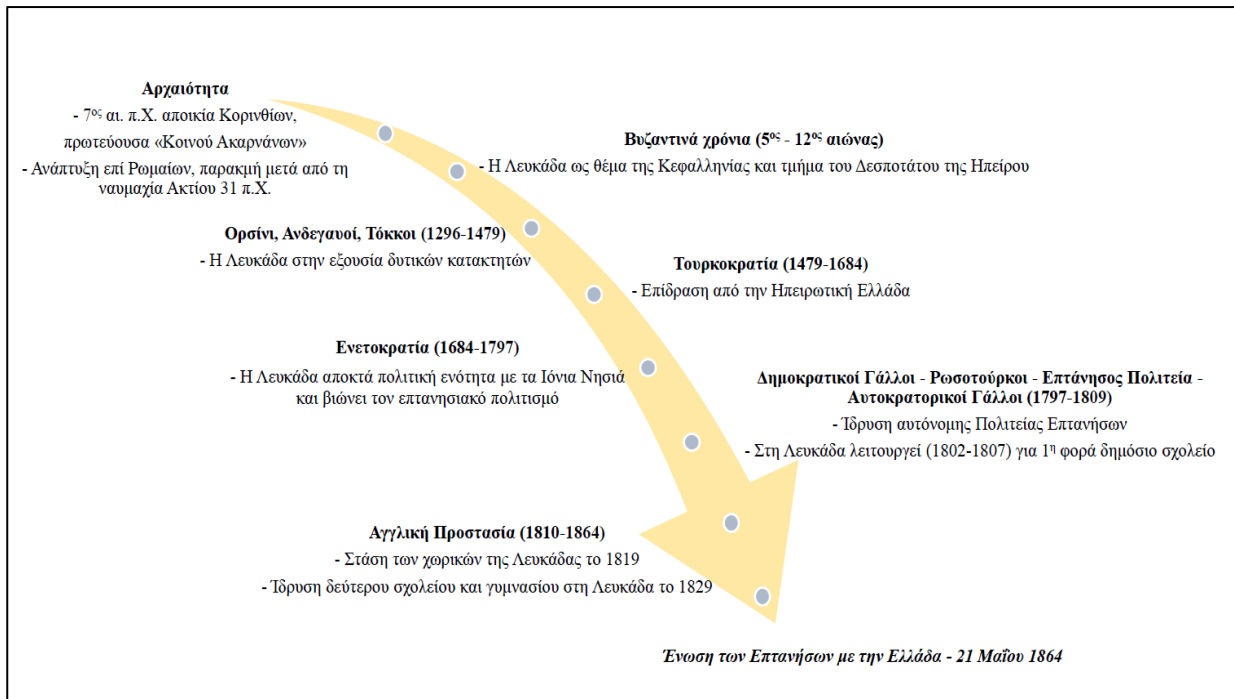 Αρχαιότητα
- 7ος αι. π.Χ. αποικία Κορινθίων,
πρωτεύουσα «Κοινού Ακαρνάνων»
- Ανάπτυξη επί Ρωμαίων, παρακμή μετά από τη
ναυμαχία Ακτίου 31 π.Χ.
Βυζαντινά χρόνια (5ος - 12ος αιώνας)
- Η Λευκάδα ως θέμα της Κεφαλληνίας και τμήμα του Δεσποτάτου της Ηπείρου
Ορσίνι, Ανδεγαυοί, Τόκκοι (1296-1479)
- Η Λευκάδα στην εξουσία δυτικών κατακτητών
Τουρκοκρατία (1479-1684)
- Επίδραση από την Ηπειρωτική Ελλάδα
Ενετοκρατία (1684-1797)
- Η Λευκάδα αποκτά πολιτική ενότητα με τα Ιόνια Νησιά
και βιώνει τον επτανησιακό πολιτισμό
Δημοκρατικοί Γάλλοι - Ρωσοτούρκοι - Επτάνησος Πολιτεία -
Αυτοκρατορικοί Γάλλοι (1797-1809)
- Ίδρυση αυτόνομης Πολιτείας Επτανήσων
- Στη Λευκάδα λειτουργεί (1802-1807) για 1η φορά δημόσιο σχολείο
Αγγλική Προστασία (1810-1864)
- Στάση των χωρικών της Λευκάδας το 1819
- Ίδρυση δεύτερου σχολείου και γυμνασίου στη Λευκάδα το 1829
Ένωση των Επτανήσων με την Ελλάδα - 21 Μαΐου 1864